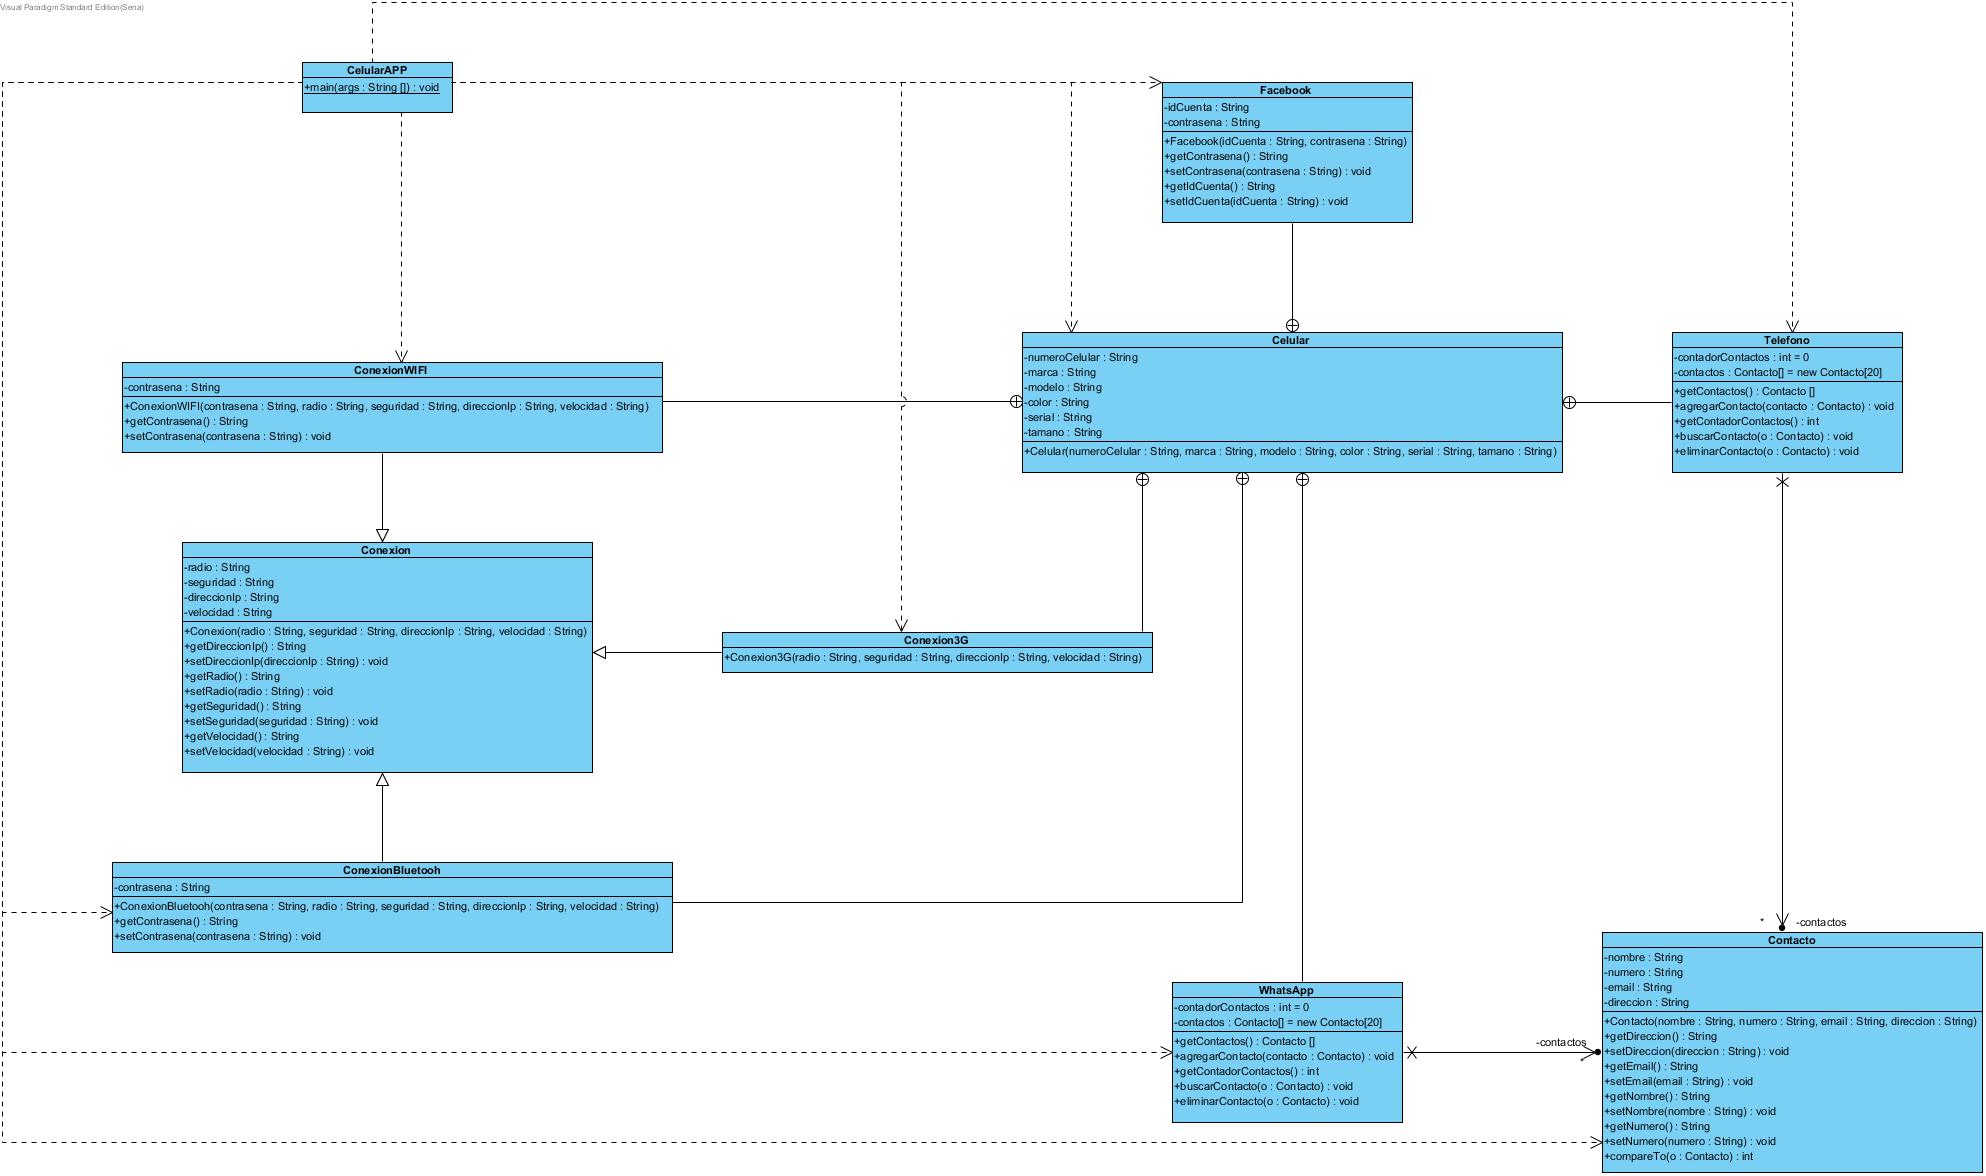 Visual Paradigm Standard Edition(Sena)
CelularAPP
+main(args : String []) : void
Facebook
-idCuenta : String
-contrasena : String
+Facebook(idCuenta : String, contrasena : String)
+getContrasena() : String
+setContrasena(contrasena : String) : void
+getIdCuenta() : String
+setIdCuenta(idCuenta : String) : void
ConexionWIFI
-contrasena : String
+ConexionWIFI(contrasena : String, radio : String, seguridad : String, direccionIp : String, velocidad : String)
+getContrasena() : String
+setContrasena(contrasena : String) : void
Celular
-numeroCelular : String
-marca : String
-modelo : String
-color : String
-serial : String
-tamano : String
+Celular(numeroCelular : String, marca : String, modelo : String, color : String, serial : String, tamano : String)
Telefono
-contadorContactos : int = 0
-contactos : Contacto[] = new Contacto[20]
+getContactos() : Contacto []
+agregarContacto(contacto : Contacto) : void
+getContadorContactos() : int
+buscarContacto(o : Contacto) : void
+eliminarContacto(o : Contacto) : void
Conexion
-radio : String
-seguridad : String
-direccionIp : String
-velocidad : String
+Conexion(radio : String, seguridad : String, direccionIp : String, velocidad : String)
+getDireccionIp() : String
+setDireccionIp(direccionIp : String) : void
+getRadio() : String
+setRadio(radio : String) : void
+getSeguridad() : String
+setSeguridad(seguridad : String) : void
+getVelocidad() : String
+setVelocidad(velocidad : String) : void
Conexion3G
+Conexion3G(radio : String, seguridad : String, direccionIp : String, velocidad : String)
ConexionBluetooh
-contrasena : String
+ConexionBluetooh(contrasena : String, radio : String, seguridad : String, direccionIp : String, velocidad : String)
+getContrasena() : String
+setContrasena(contrasena : String) : void
WhatsApp
-contadorContactos : int = 0
-contactos : Contacto[] = new Contacto[20]
+getContactos() : Contacto []
+agregarContacto(contacto : Contacto) : void
+getContadorContactos() : int
+buscarContacto(o : Contacto) : void
+eliminarContacto(o : Contacto) : void
-contactos
*
* -contactos
Contacto
-nombre : String
-numero : String
-email : String
-direccion : String
+Contacto(nombre : String, numero : String, email : String, direccion : String)
+getDireccion() : String
+setDireccion(direccion : String) : void
+getEmail() : String
+setEmail(email : String) : void
+getNombre() : String
+setNombre(nombre : String) : void
+getNumero() : String
+setNumero(numero : String) : void
+compareTo(o : Contacto) : int